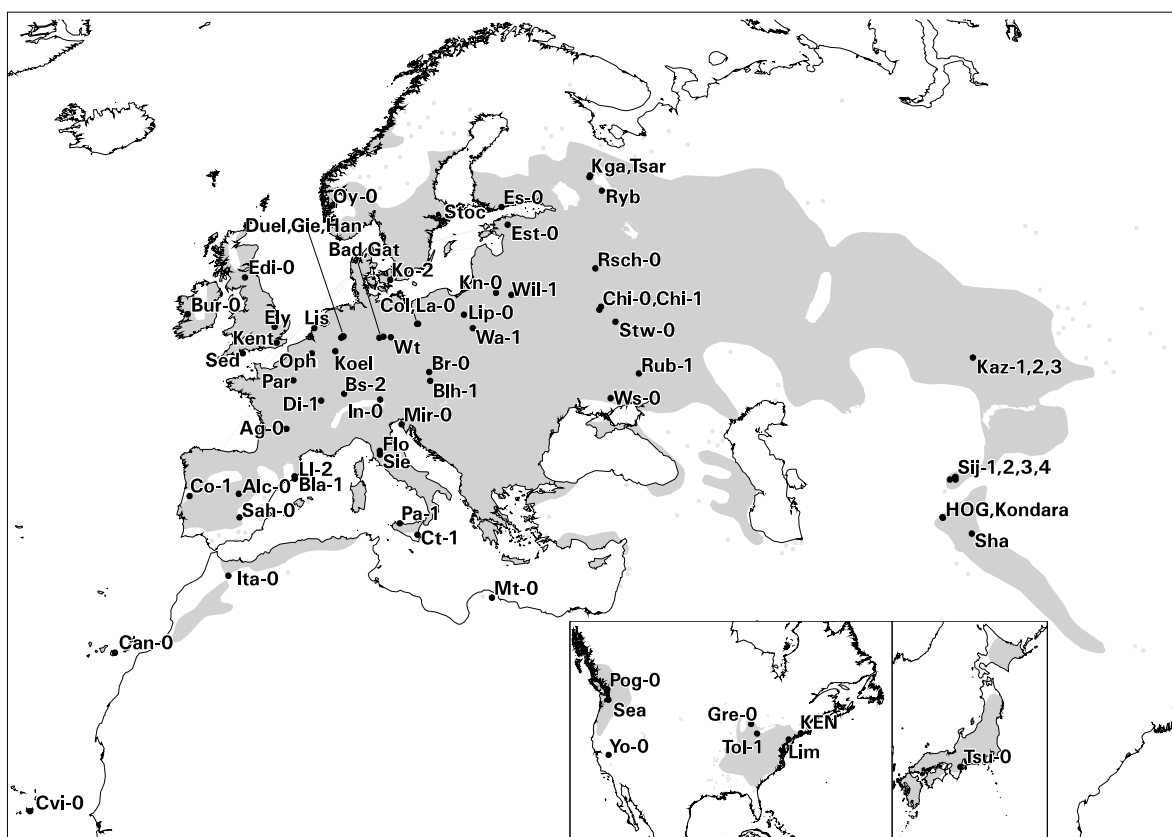 Kga,Tsar
Ryb
Oy-0
Stoc
Es-0
Est-0
Duel,Gie,Han
Bad,Gat
Edi-0
Ko-2
Rsch-0
Kn-0
Wil-1
Bur-0
Col,La-0
Lip-0
Chi-0,Chi-1
Ely
Lis
Stw-0
Kent
Wt
Wa-1
Sed
Oph
Koel
Br-0
Rub-1
Kaz-1,2,3
Par
Bs-2
Blh-1
Di-1
In-0
Ws-0
Mir-0
Ag-0
Flo
Sie
Ll-2
Bla-1
Sij-1,2,3,4
Co-1
Alc-0
Sah-0
Pa-1
HOG,Kondara
Ct-1
Sha
Ita-0
Mt-0
Can-0
Pog-0
Sea
Gre-0
KEN
Yo-0
Tol-1
Lim
Tsu-0
Cvi-0